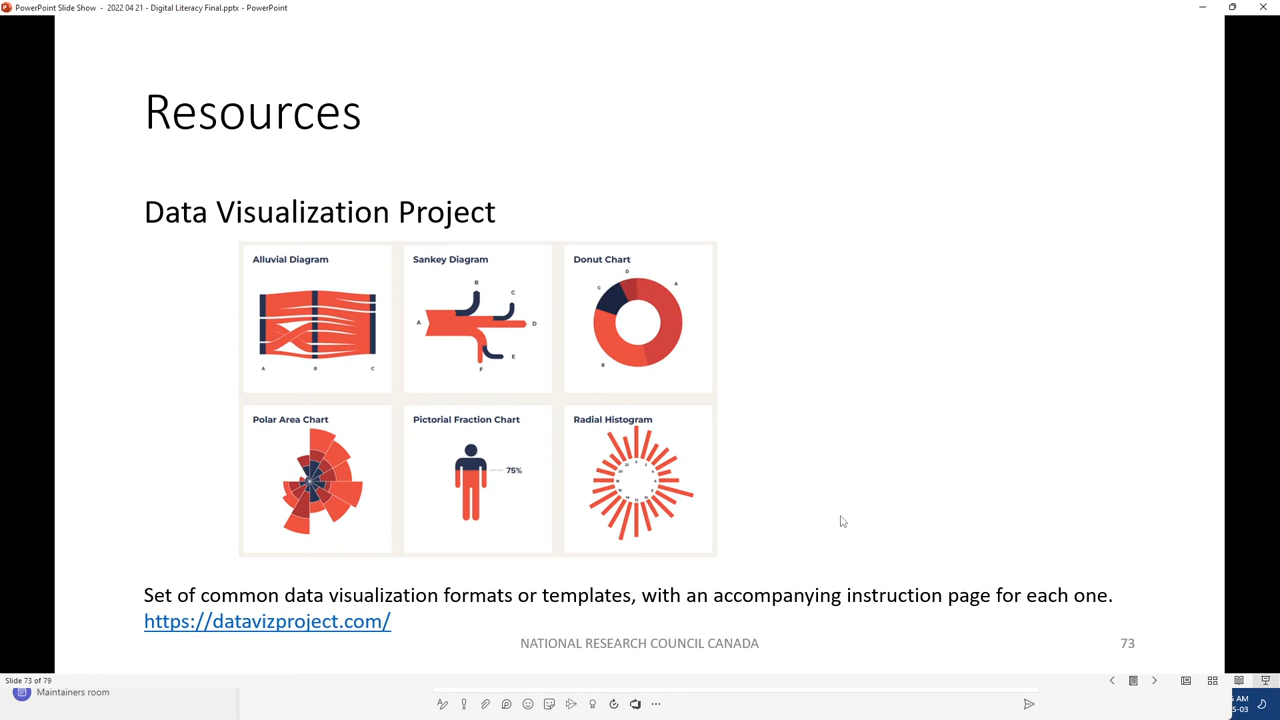 PowerPoint Slide Show - 2022 04 21 - Digital Literacy Final.pptx - PowerPoint
Resources
Data Visualization Project
Alluvial Diagram
A B C
Sankey Diagram
A B C D E F
Donut Chart
A B C D
Polar Area Chart
Pictorial Fraction Chart
75%
Radial Histogram
Set of common data visualization formats or templates, with an accompanying instruction page for each one.
https://datavizproject.com/
NATIONAL RESEARCH COUNCIL CANADA
73
Slide 73 of 79
Maintainers room
AM
5-03